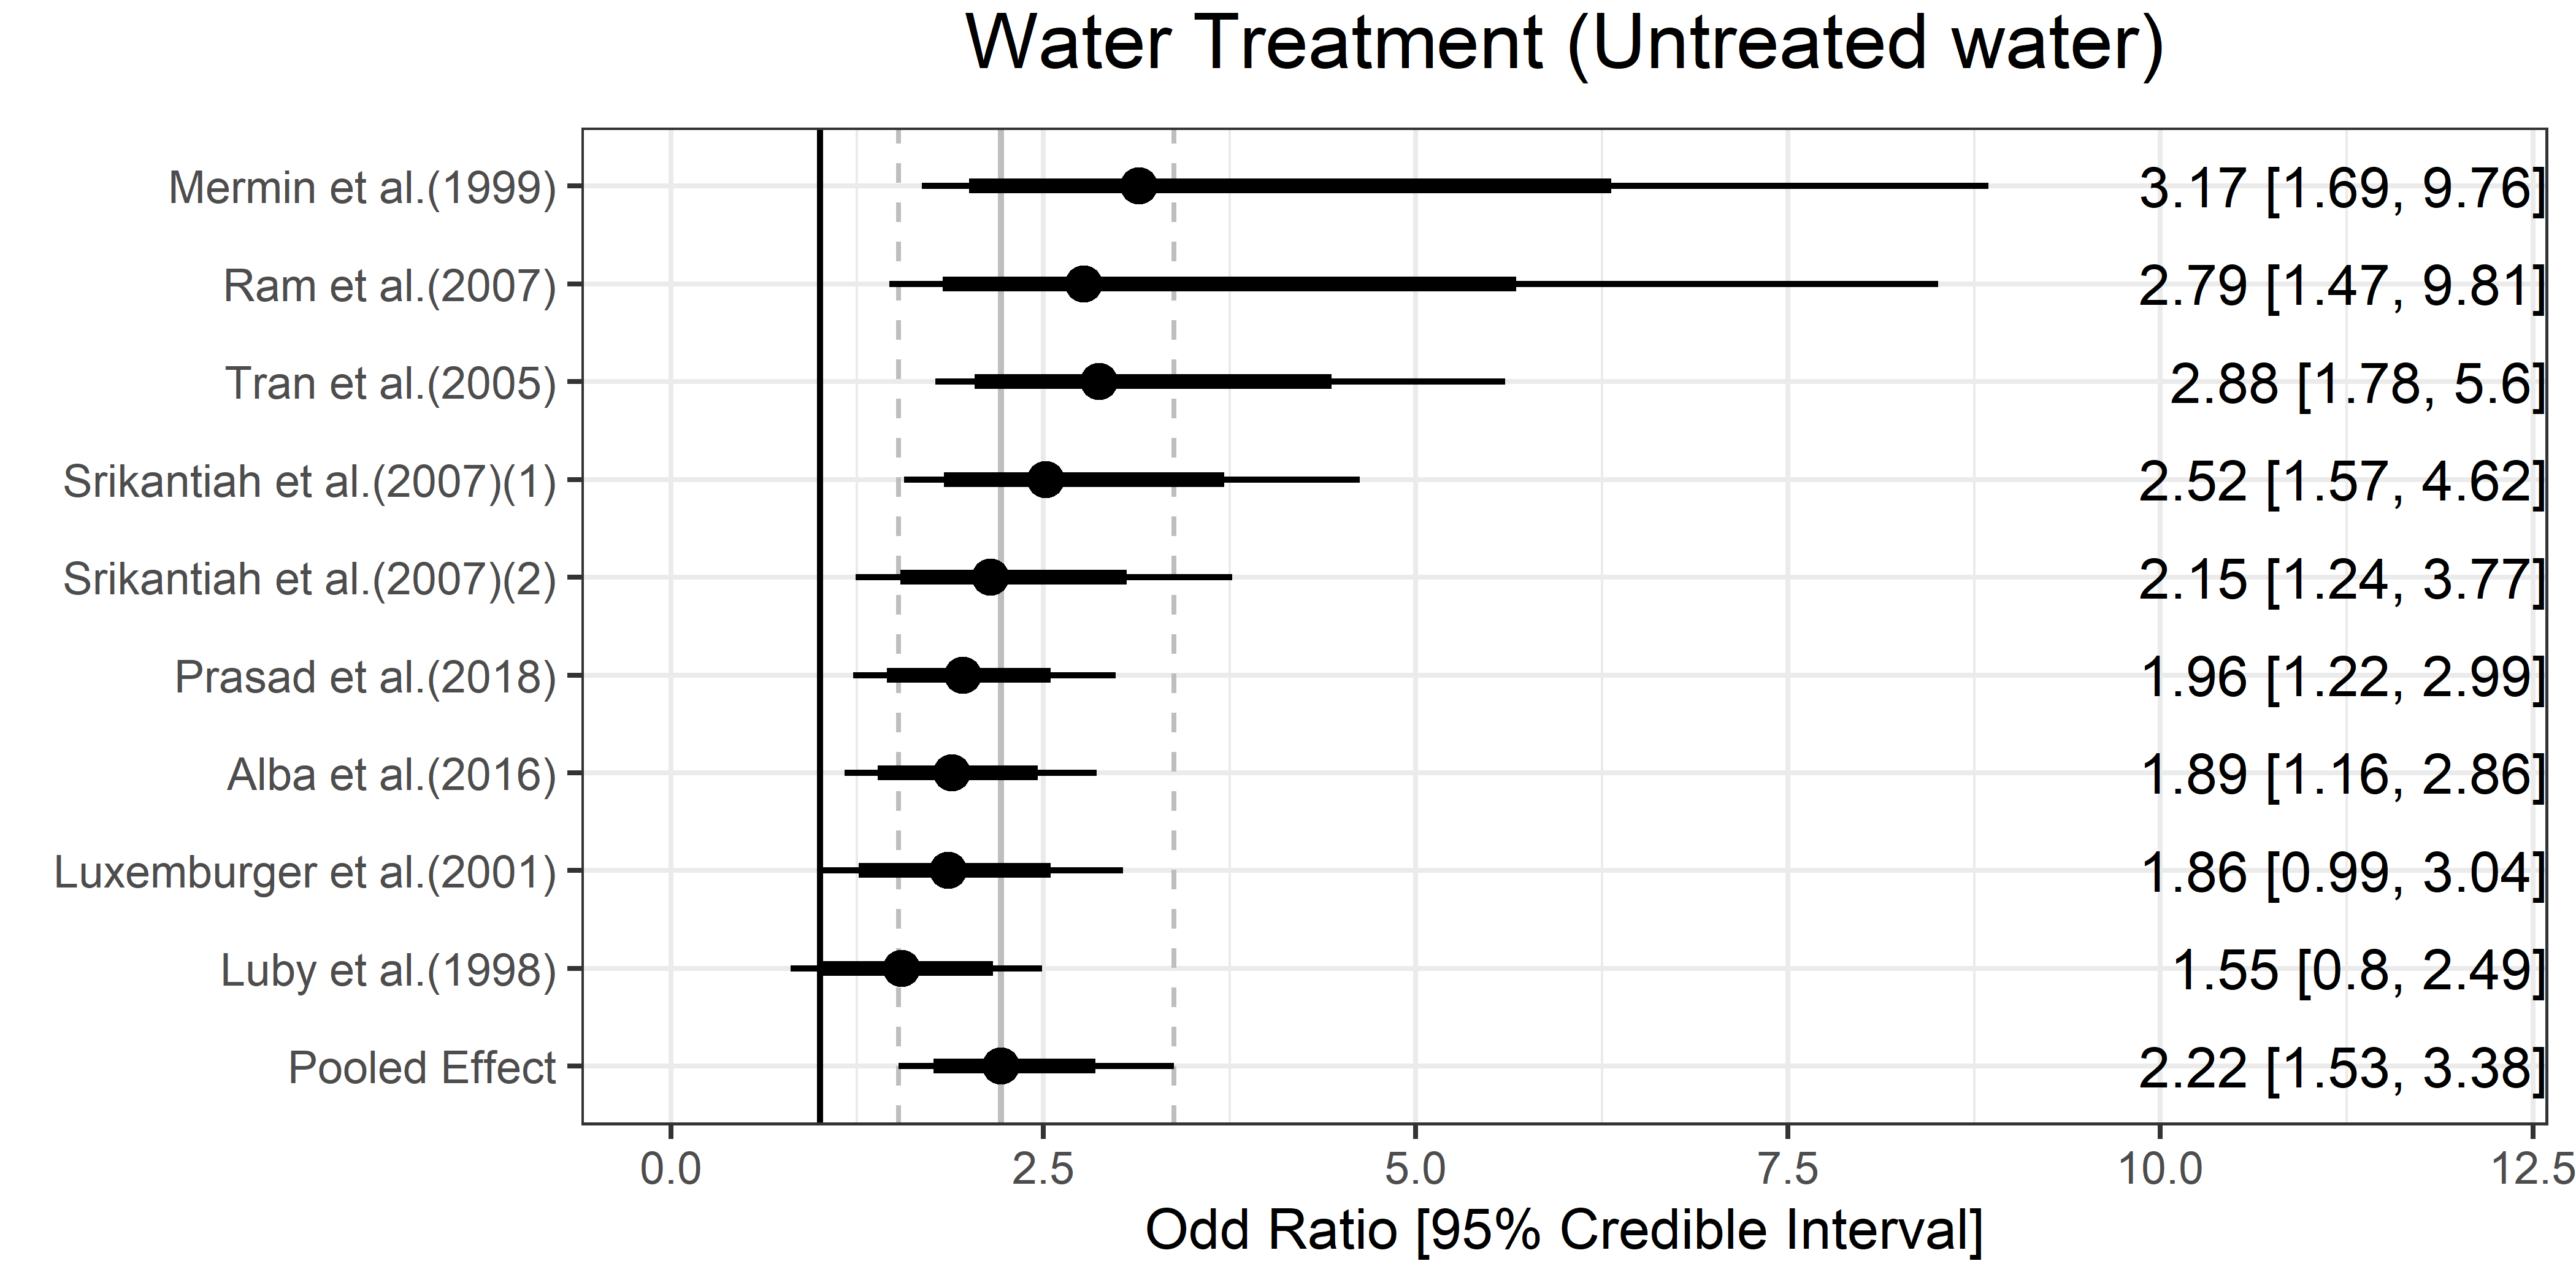 Water Treatment (Untreated water)
Mermin et al.(1999) 3.17 [1.69, 9.76]
Ram et al.(2007) 2.79 [1.47, 9.81]
Tran et al.(2005) 2.88 [1.78, 5.6]
Srikantiah et al.(2007)(1) 2.52 [1.57, 4.62]
Srikantiah et al.(2007)(2) 2.15 [1.24, 3.77]
Prasad et al.(2018) 1.96 [1.22, 2.99]
Alba et al.(2016) 1.89 [1.16, 2.86]
Luxemburger et al.(2001) 1.86 [0.99, 3.04]
Luby et al.(1998) 1.55 [0.8, 2.49]
Pooled Effect 2.22 [1.53, 3.38]
0.0 2.5 5.0 7.5 10.0 12.5
Odd Ratio [95% Credible Interval]